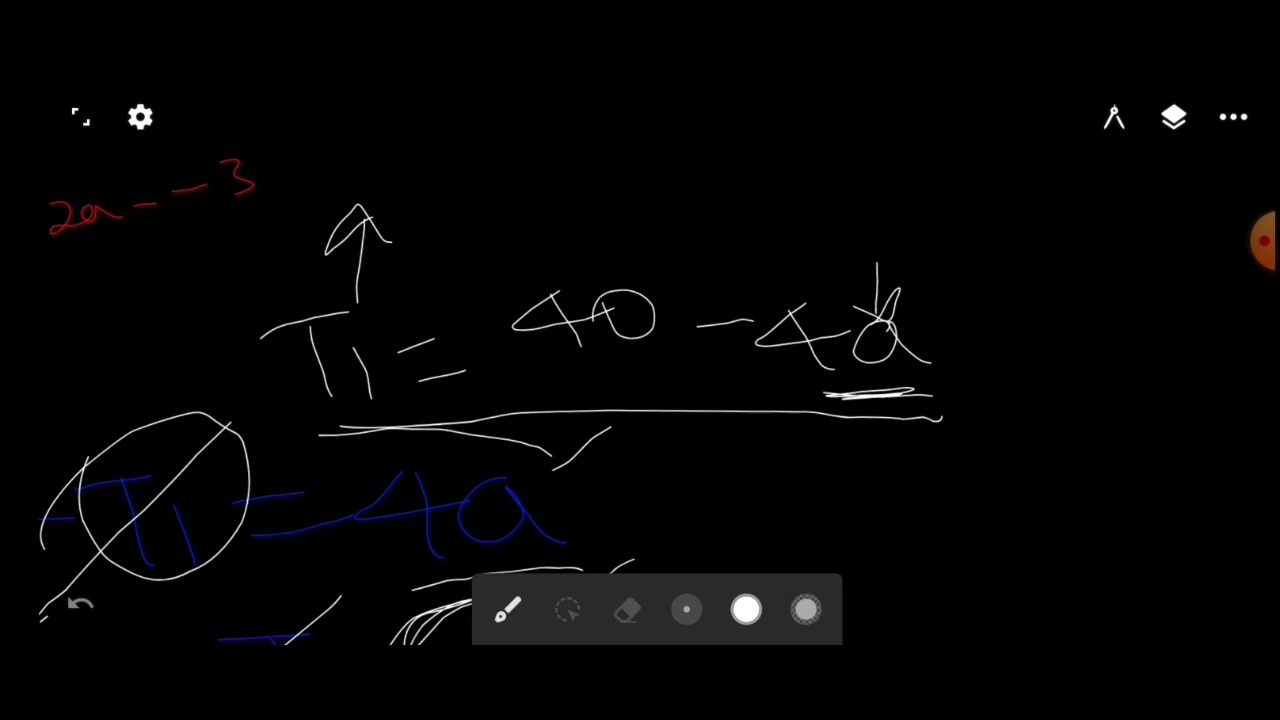 2a - - 3
T1 = 40 - 4a
- T1 = 4a